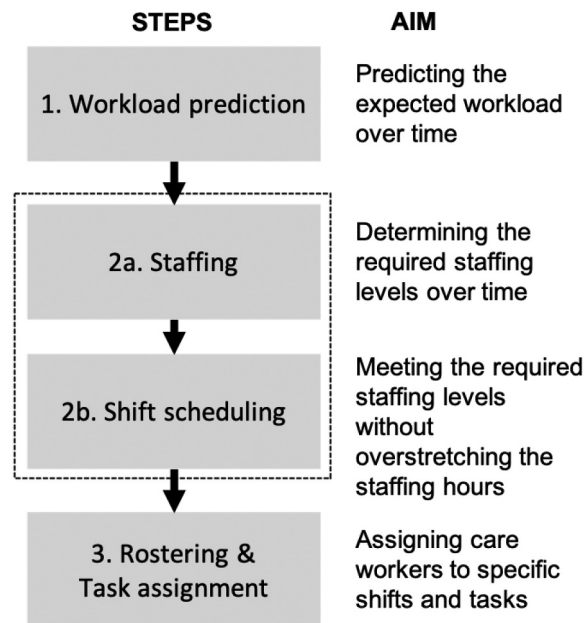 STEPS
AIM
1. Workload prediction
Predicting the
expected workload
over time
2a. Staffing
Determining the
required staffing
levels over time
2b. Shift scheduling
Meeting the required
staffing levels
without
overstretching the
staffing hours
3. Rostering &
Task assignment
Assigning care
workers to specific
shifts and tasks